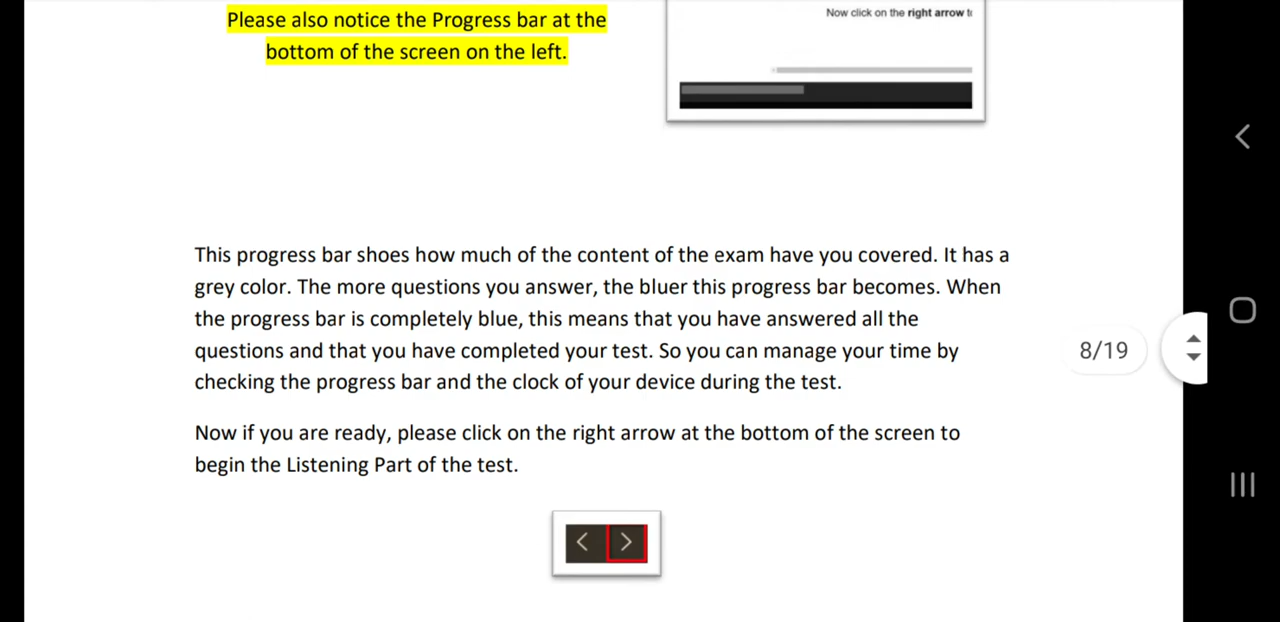 Please also notice the Progress bar at the
bottom of the screen on the left.
Now click on the right arrow t
This progress bar shoes how much of the content of the exam have you covered. It has a
grey color. The more questions you answer, the bluer this progress bar becomes. When
the progress bar is completely blue, this means that you have answered all the
questions and that you have completed your test. So you can manage your time by
checking the progress bar and the clock of your device during the test.
8/19
Now if you are ready, please click on the right arrow at the bottom of the screen to
begin the Listening Part of the test.